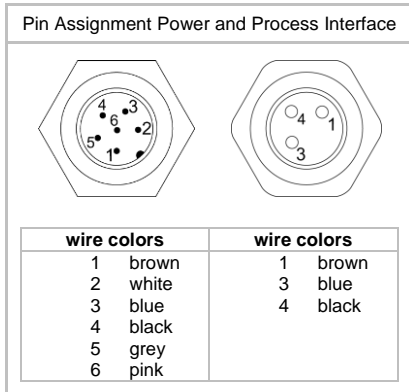 Pin Assignment Power and Process Interface
4 3
6
5 2
1
4 1
3
wire colors wire colors
1 brown 1 brown
2 white 3 blue
3 blue 4 black
4 black
5 grey
6 pink